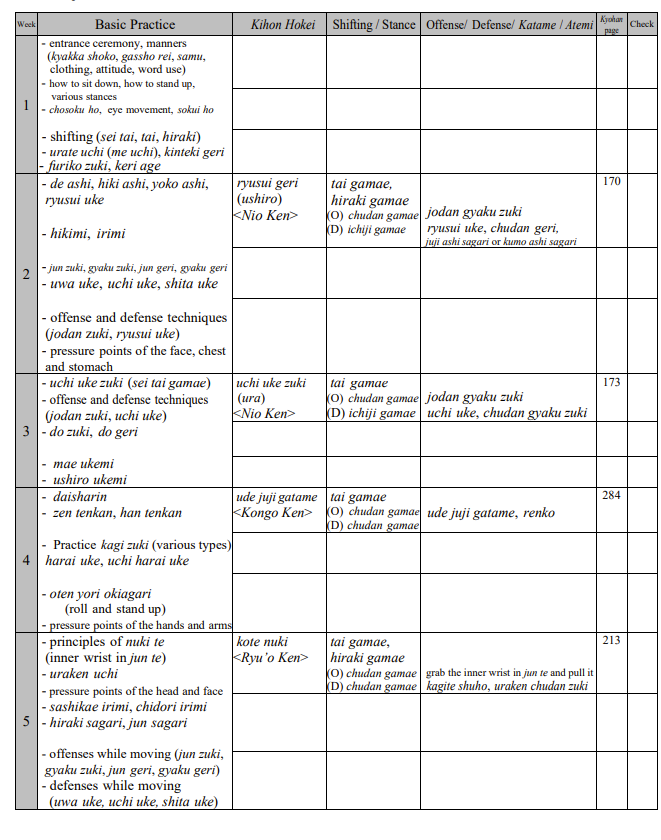 Week Basic Practice Kihon Hokei Shifting / Stance Offense/ Defense/ Katame / Atemi Kyohan page Check
1
- entrance ceremony, manners
(kyakka shoko, gassho rei, samu,
clothing, attitude, word use)
- how to sit down, how to stand up,
various stances
- chosoku ho, eye movement, sokui ho
- shifting (sei tai, tai, hiraki)
- urate uchi (me uchi), kinteki geri
- furiko zuki, keri age
2
- de ashi, hiki ashi, yoko ashi,
ryusui uke
- hikimi, irimi
- jun zuki, gyaku zuki, jun geri, gyaku geri
- uwa uke, uchi uke, shita uke
- offense and defense techniques
(jodan zuki, ryusui uke)
- pressure points of the face, chest
and stomach
ryusui geri
(ushiro)
<Nio Ken>
tai gamae,
hiraki gamae
(O) chudan gamae
(D) ichiji gamae
jodan gyaku zuki
ryusui uke, chudan geri,
juji ashi sagari or kumo ashi sagari
170
3
- uchi uke zuki (sei tai gamae)
- offense and defense techniques
(jodan zuki, uchi uke)
- do zuki, do geri
- mae ukemi
- ushiro ukemi
uchi uke zuki
(ura)
<Nio Ken>
tai gamae
(O) chudan gamae
(D) ichiji gamae
jodan gyaku zuki
uchi uke, chudan gyaku zuki
173
4
- daisharin
- zen tenkan, han tenkan
- Practice kagi zuki (various types)
harai uke, uchi harai uke
- oten yori okiagari
(roll and stand up)
- pressure points of the hands and arms
ude juji gatame
<Kongo Ken>
tai gamae
(O) chudan gamae
(D) chudan gamae
ude juji gatame, renko
284
5
- principles of nuki te
(inner wrist in jun te)
- uraken uchi
- pressure points of the head and face
- sashikae irimi, chidori irimi
- hiraki sagari, jun sagari
- offenses while moving (jun zuki,
gyaku zuki, jun geri, gyaku geri)
- defenses while moving
(uwa uke, uchi uke, shita uke)
kote nuki
<Ryu'o Ken>
tai gamae,
hiraki gamae
(O) chudan gamae
(D) chudan gamae
grab the inner wrist in jun te and pull it
kagite shuho, uraken chudan zuki
213